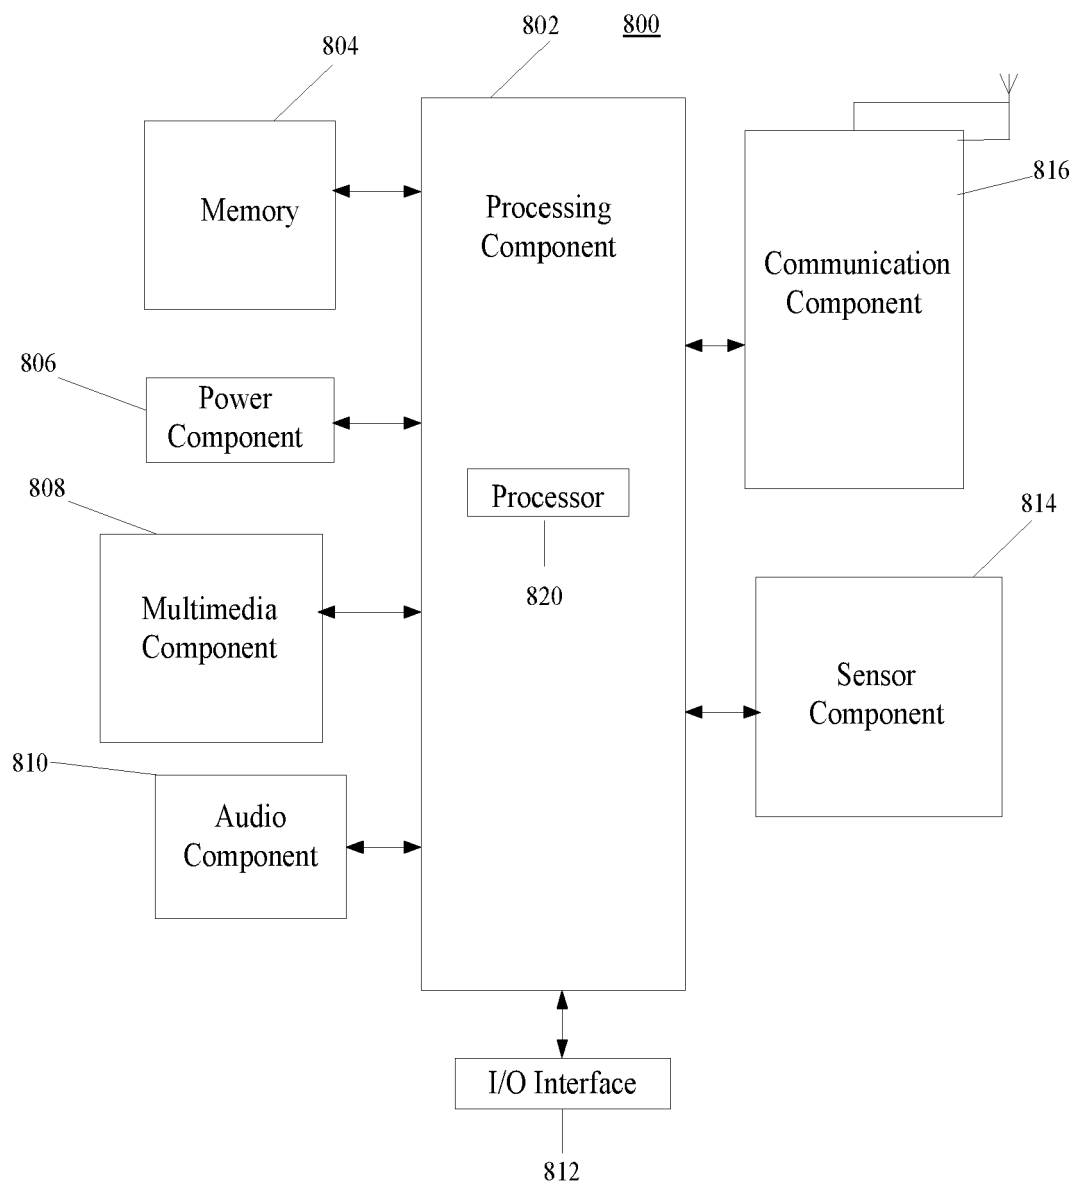 802
800
804
816
Memory
Processing
Component
Communication
Component
806
Power
Component
808
Processor
814
820
Multimedia
Component
Sensor
Component
810
Audio
Component
I/O Interface
812